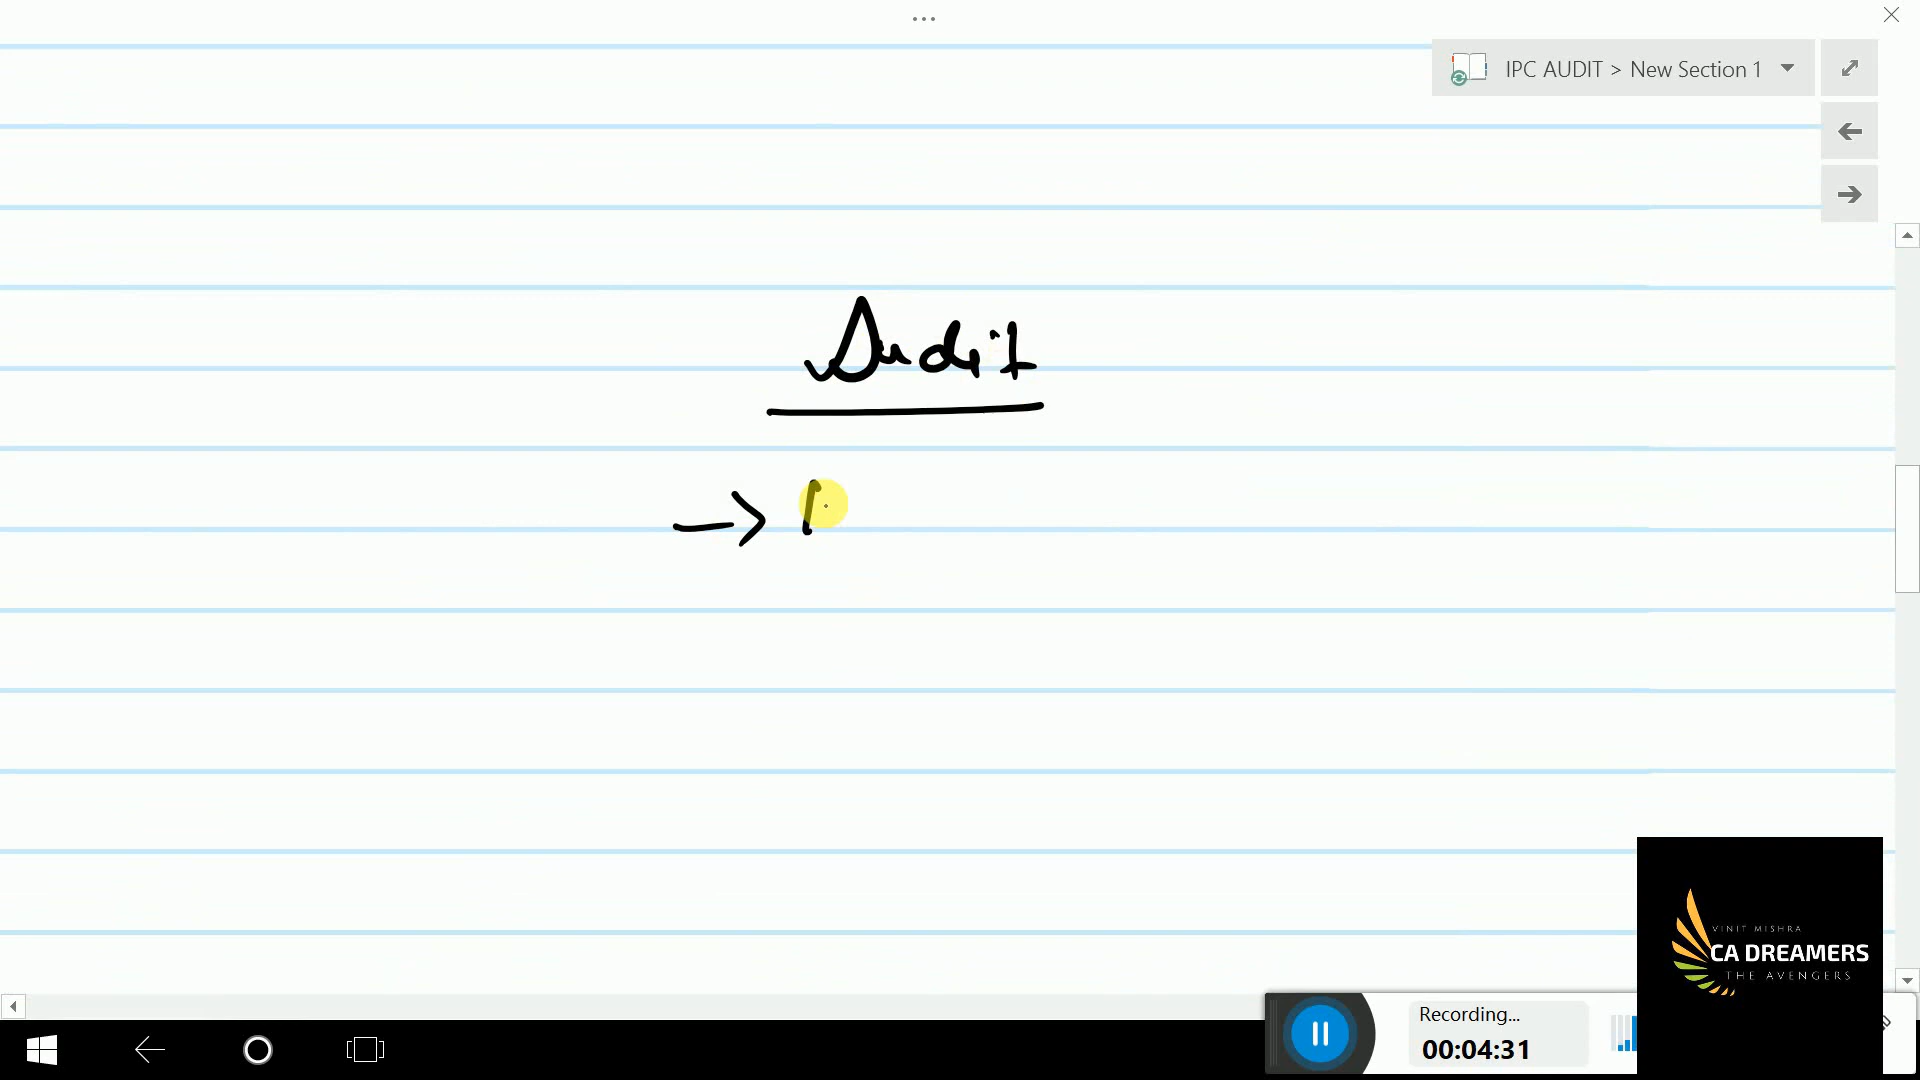 IPC AUDIT > New Section 1
Audit
→
VINIT MISHRA
CA DREAMERS
THE AVENGERS
Recording...
00:04:31